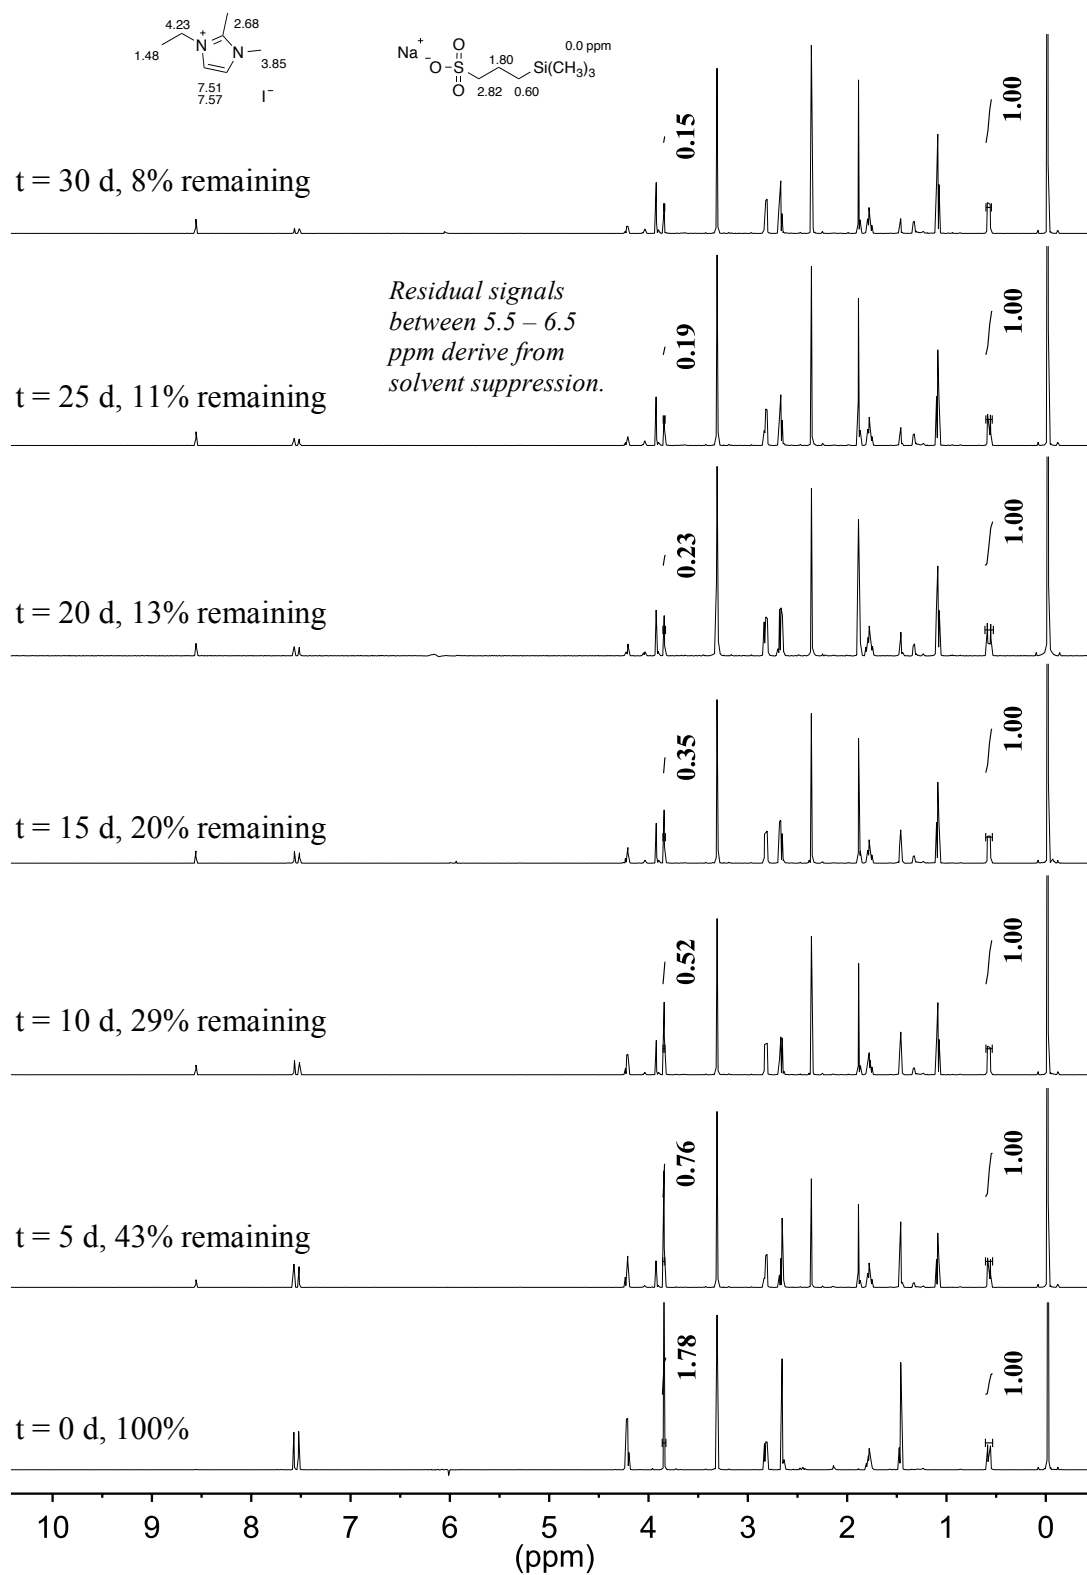 4.23
2.68
1.48
N
+
N
3.85
7.51
7.57
I−
Na+
−O
S
O
O
1.80
2.82
0.60
Si(CH3)3
0.0 ppm
t = 30 d, 8% remaining
0.15
1.00
Residual signals
between 5.5 – 6.5
ppm derive from
solvent suppression.
t = 25 d, 11% remaining
0.19
1.00
t = 20 d, 13% remaining
0.23
1.00
t = 15 d, 20% remaining
0.35
1.00
t = 10 d, 29% remaining
0.52
1.00
t = 5 d, 43% remaining
0.76
1.00
t = 0 d, 100%
1.78
1.00
10 9 8 7 6 5 4 3 2 1 0
(ppm)